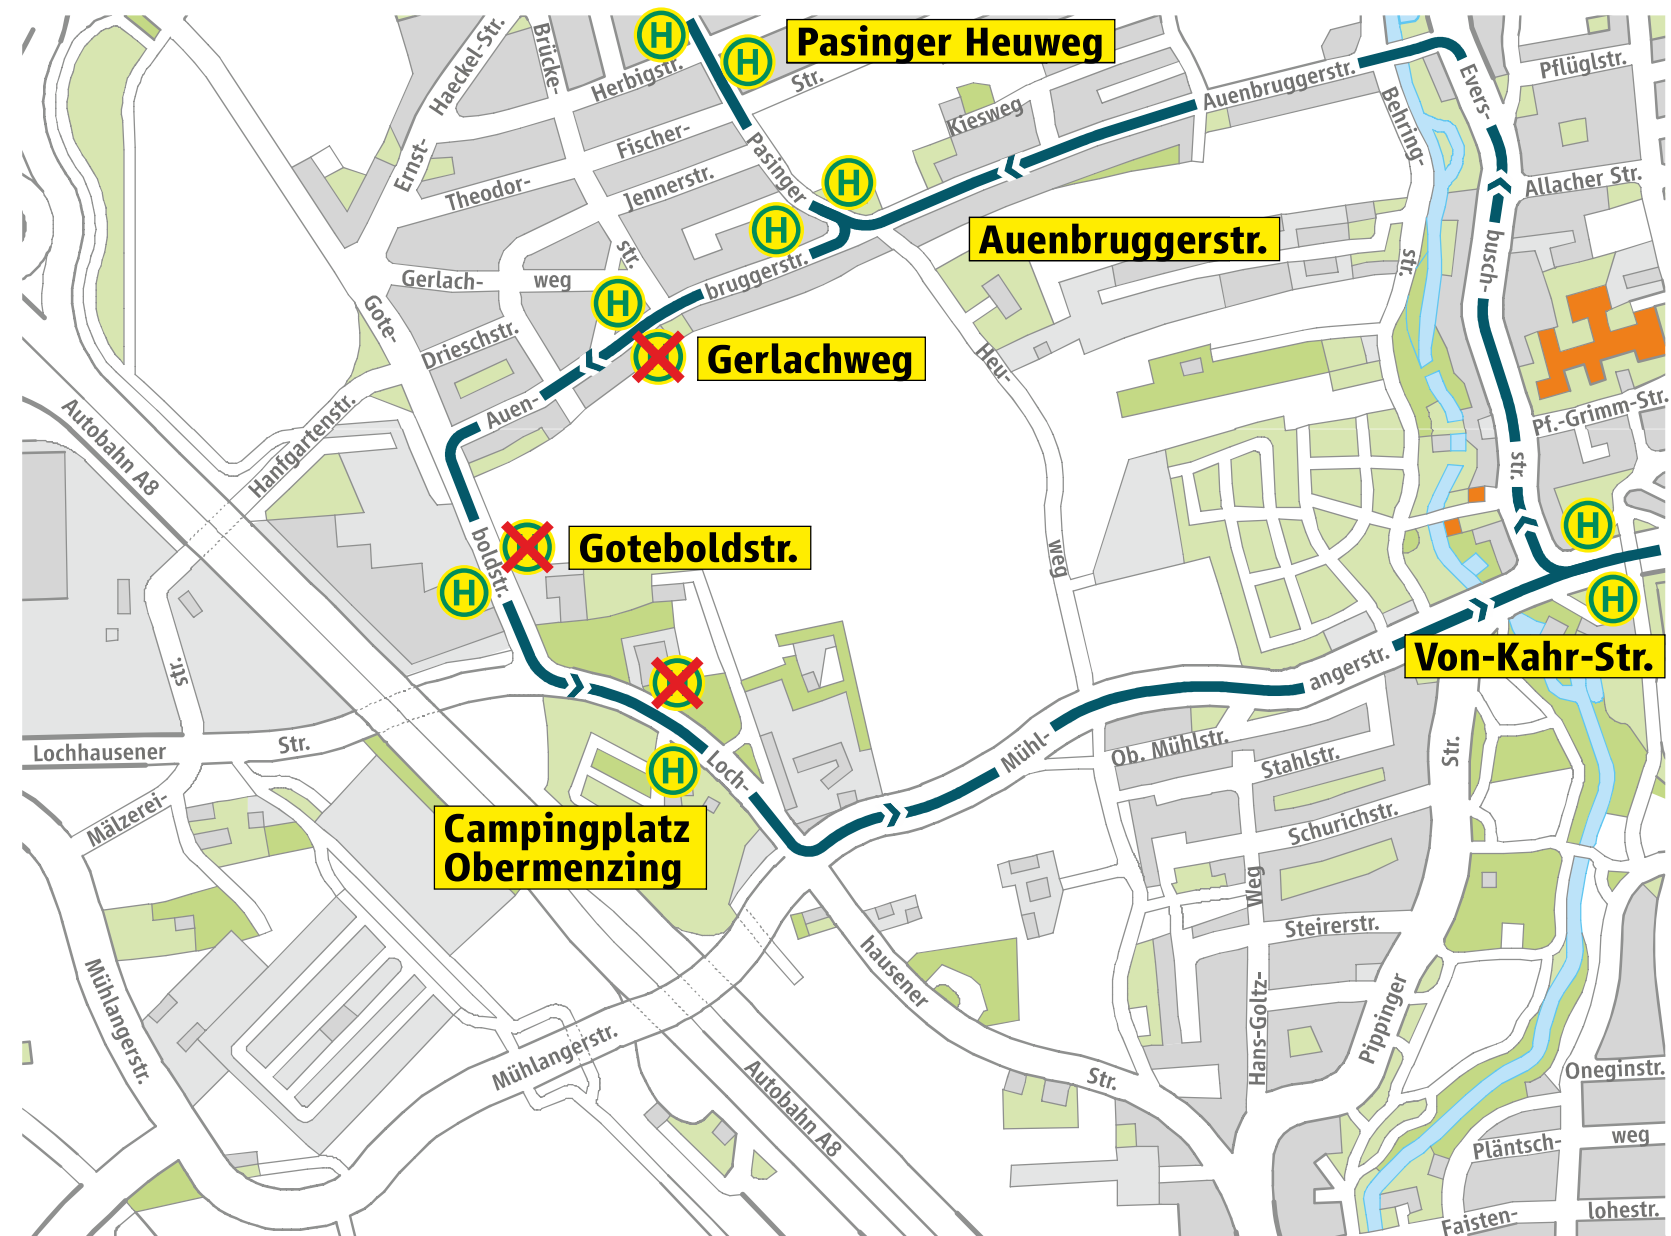 H
H
Pasinger Heuweg
Haeckel-Str.
Ernst-
Brücke-
str.
Herbigstr.
Str.
Fischer-
Theodor-
Jennerstr.
Pasinger
Kiesweg
Auenbruggerstr.
Behring-
str.
Evers-
busch-
str.
Pflüglstr.
Allacher Str.
H
H
Auenbruggerstr.
bruggerstr.
Gerlach-
weg
H
Gote-
Drieschstr.
Gerlachweg
Heu-
weg
Auen-
Pf.-Grimm-Str.
Autobahn A8
Hanfgartenstr.
str.
boldstr.
Goteboldstr.
H
H
H
Von-Kahr-Str.
angerstr.
Lochhausener
Str.
Mälzerei-
H
Loch-
Campingplatz
Obermenzing
Mühl-
Ob. Mühlstr.
Stahlstr.
Str.
Schurichstr.
Weg
Steirerstr.
hausener
Str.
Hans-Goltz-
Pippinger
Mühlangerstr.
Mühlangerstr.
Autobahn A8
Oneginstr.
Pläntsch-
weg
Faisten-
lohestr.